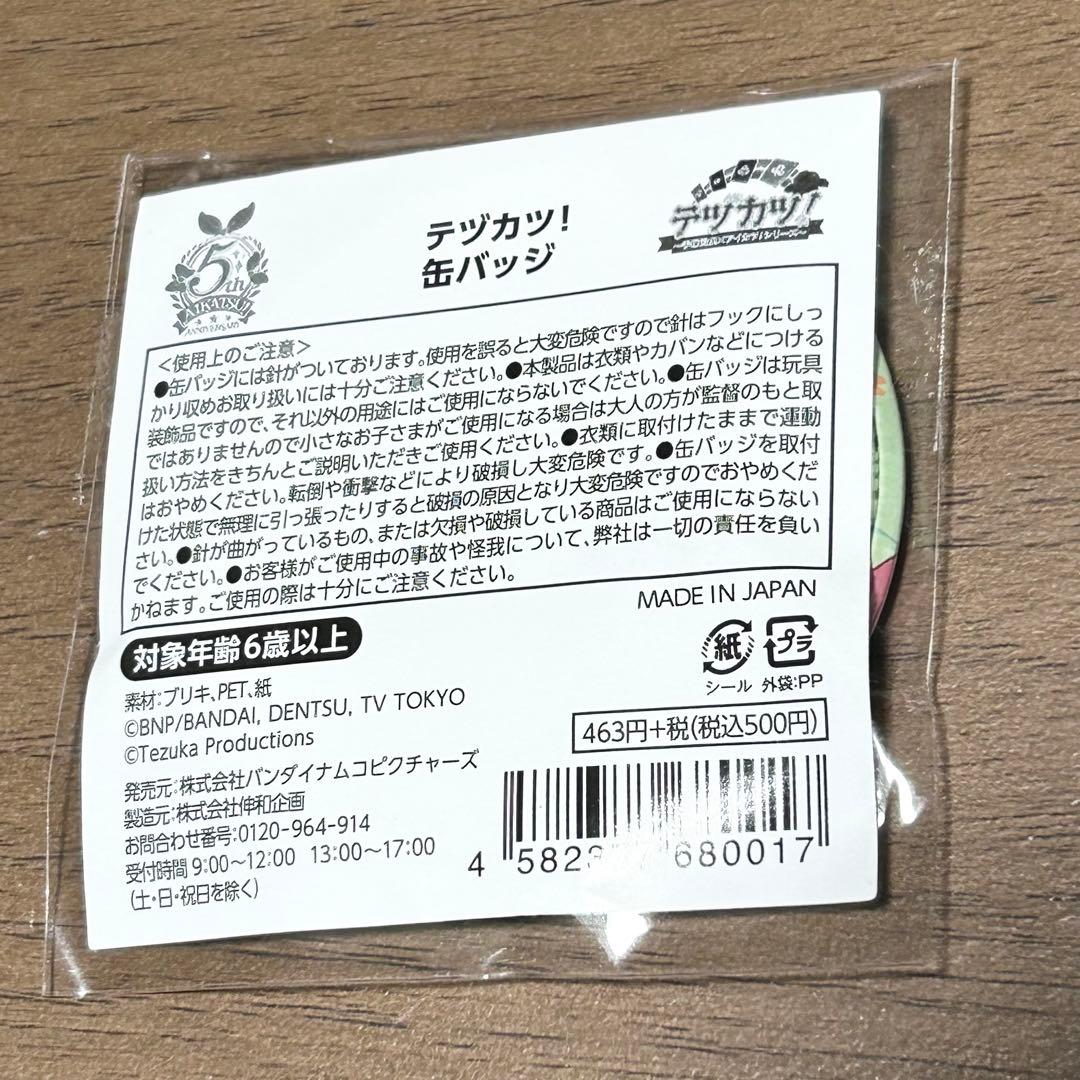 5th
AIKATSU!
ANNIVERSARY
テヅカツ!
缶バッジ
テヅカツ!
<使用上のご注意>
●缶バッジには針がついております。使用を誤ると大変危険ですので針はフックにしっ
かり収めお取り扱いには十分ご注意ください。●本製品は衣類やカバンなどにつける
装飾品ですので、それ以外の用途にはご使用にならないでください。●缶バッジは玩具
ではありませんので小さなお子さまがご使用になる場合は大人の方が監督のもと取
扱い方法をきちんとご説明いただきご使用ください。●衣類に取付けたままで運動
はおやめください。転倒や衝撃などにより破損し大変危険です。●缶バッジを取付
けた状態で無理に引っ張ったりすると破損の原因となり大変危険ですのでおやめくだ
さい。●針が曲がっているもの、または欠損や破損している商品はご使用にならない
でください。●お客様がご使用中の事故や怪我について、弊社は一切の責任を負い
かねます。ご使用の際は十分にご注意ください。
MADE IN JAPAN
対象年齢6歳以上
紙
プラ
シール 外袋:PP
素材:ブリキ、PET、紙
©BNP/BANDAI, DENTSU, TV TOKYO
©Tezuka Productions
463円+税(税込500円)
発売元:株式会社バンダイナムコピクチャーズ
製造元:株式会社伸和企画
お問合わせ番号:0120-964-914
受付時間 9:00〜12:00 13:00〜17:00
(土・日・祝日を除く)
4 582 680017